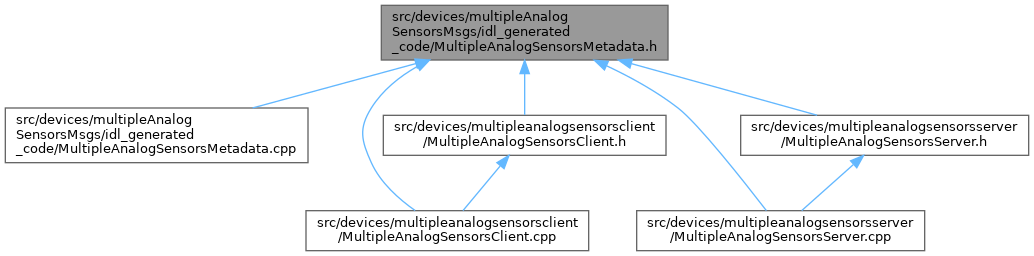 src/devices/multipleAnalog
SensorsMsgs/idl_generated
_code/MultipleAnalogSensorsMetadata.h
src/devices/multipleAnalog
SensorsMsgs/idl_generated
_code/MultipleAnalogSensorsMetadata.cpp
src/devices/multipleanalogsensorsclient
/MultipleAnalogSensorsClient.h
src/devices/multipleanalogsensorsserver
/MultipleAnalogSensorsServer.h
src/devices/multipleanalogsensorsclient
/MultipleAnalogSensorsClient.cpp
src/devices/multipleanalogsensorsserver
/MultipleAnalogSensorsServer.cpp